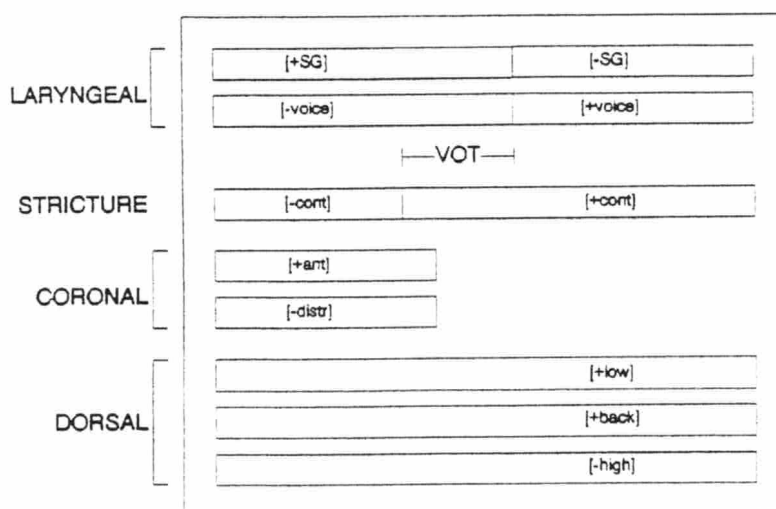 [+SG] [-SG]
LARYNGEAL
[-voice] [+voice]
VOT
STRICTURE [-cont] [+cont]
[+ant]
CORONAL
[-distr]
[+low]
DORSAL [+back]
[-high]